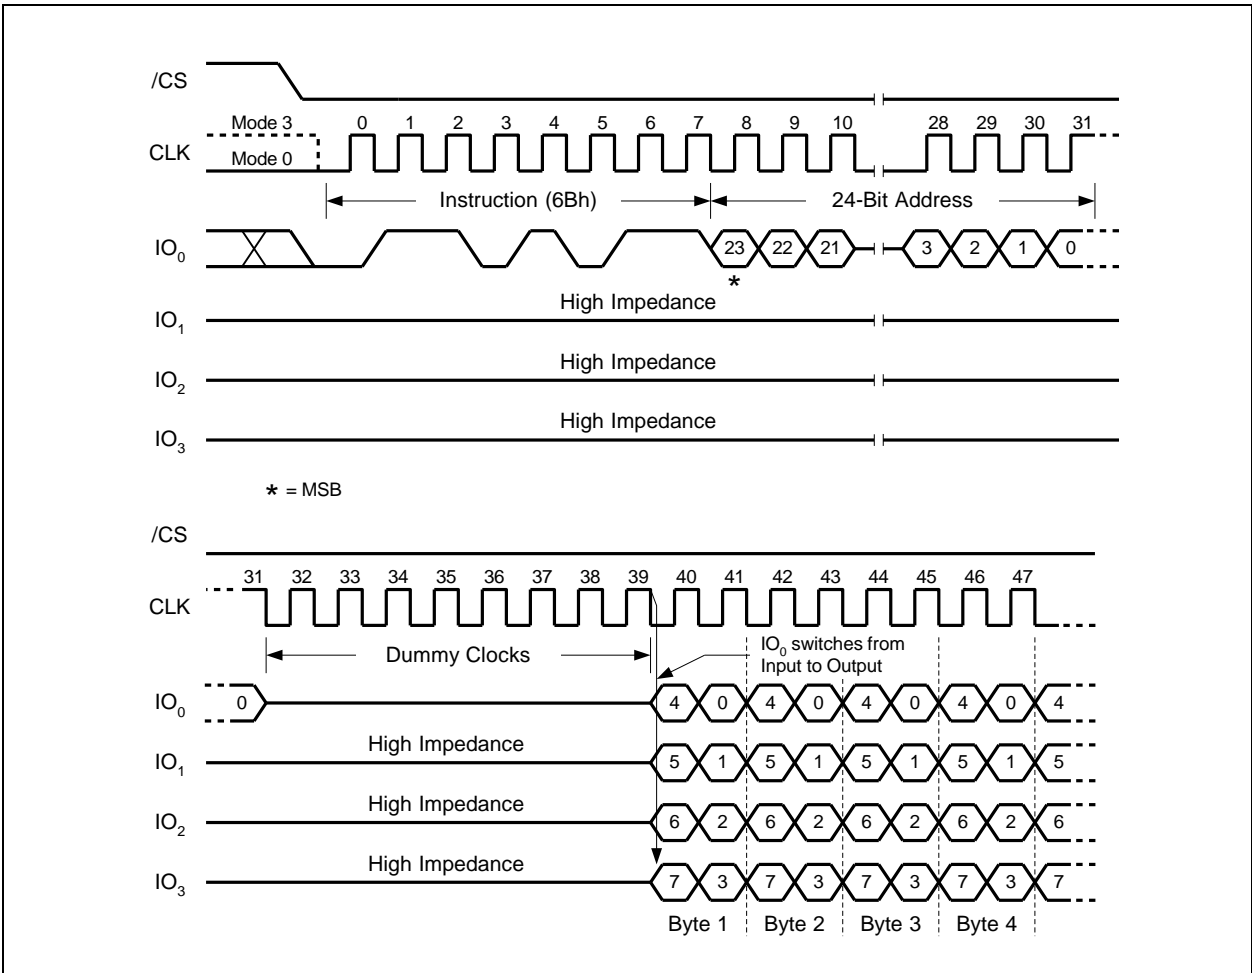 /CS
Mode 3 0 1 2 3 4 5 6 7 8 9 10 28 29 30 31
CLK
Mode 0
Instruction (6Bh) 24-Bit Address
IO0 23 22 21 3 2 1 0
*
High Impedance
IO1
High Impedance
IO2
High Impedance
IO3
* = MSB
/CS
31 32 33 34 35 36 37 38 39 40 41 42 43 44 45 46 47
CLK
Dummy Clocks
IO0 switches from
Input to Output
IO0 0 4 0 4 0 4 0 4 0 4
High Impedance
IO1 5 1 5 1 5 1 5 1 5
High Impedance
IO2 6 2 6 2 6 2 6 2 6
High Impedance
IO3 7 3 7 3 7 3 7 3 7
Byte 1 Byte 2 Byte 3 Byte 4